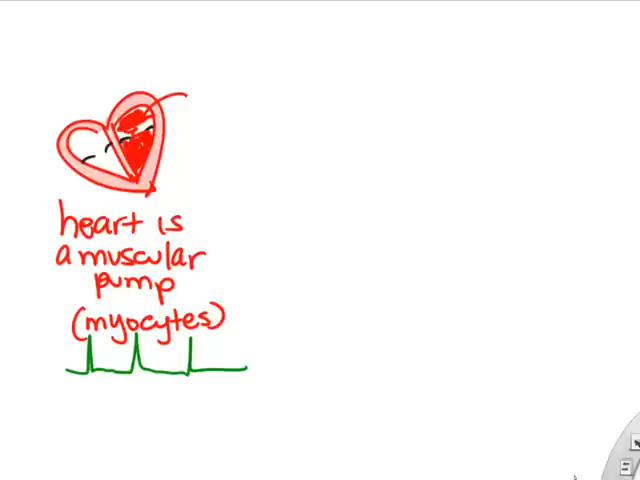 heart is
a muscular
pump
(myocytes)